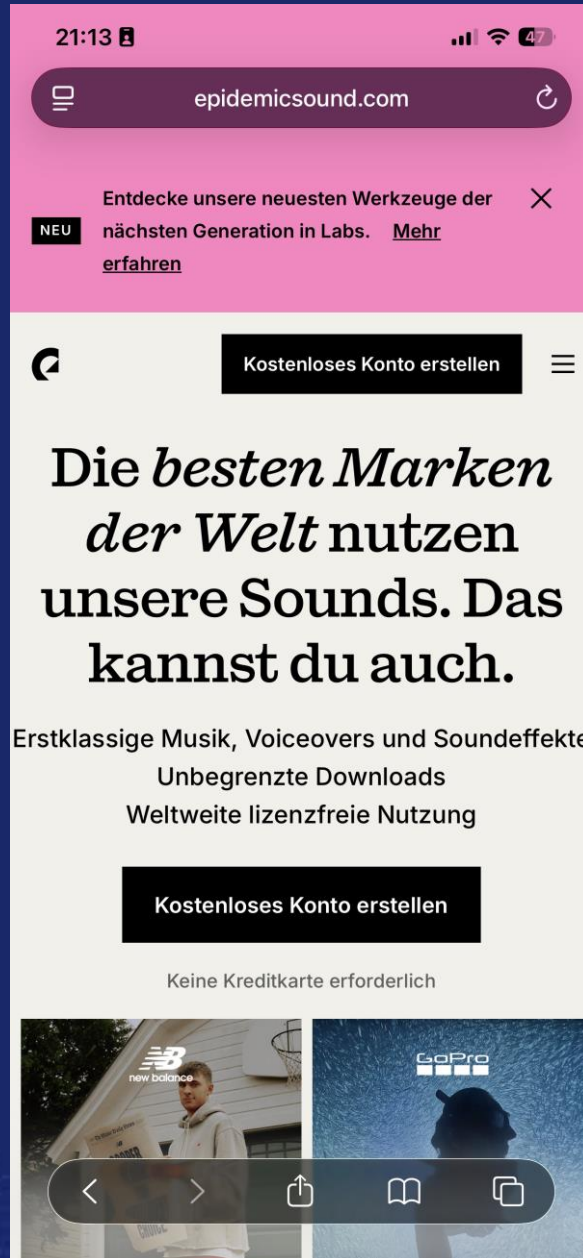 21:13
47
epidemicsound.com
Entdecke unsere neuesten Werkzeuge der
NEU
nächsten Generation in Labs. Mehr
erfahren
Kostenloses Konto erstellen
Die besten Marken
der Welt nutzen
unsere Sounds. Das
kannst du auch.
Erstklassige Musik, Voiceovers und Soundeffekte
Unbegrenzte Downloads
Weltweite lizenzfreie Nutzung
Kostenloses Konto erstellen
Keine Kreditkarte erforderlich
new balance
GoPro